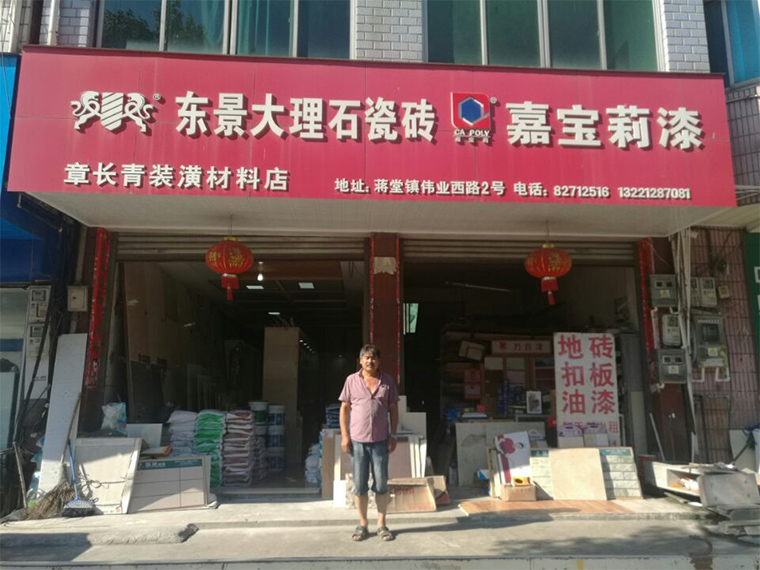 东景大理石瓷砖 嘉宝莉漆
CA POLY
章长青装潢材料店
地址: 蒋堂镇伟业西路2号 电话: 82712516 13221287081
地砖
扣板
油漆